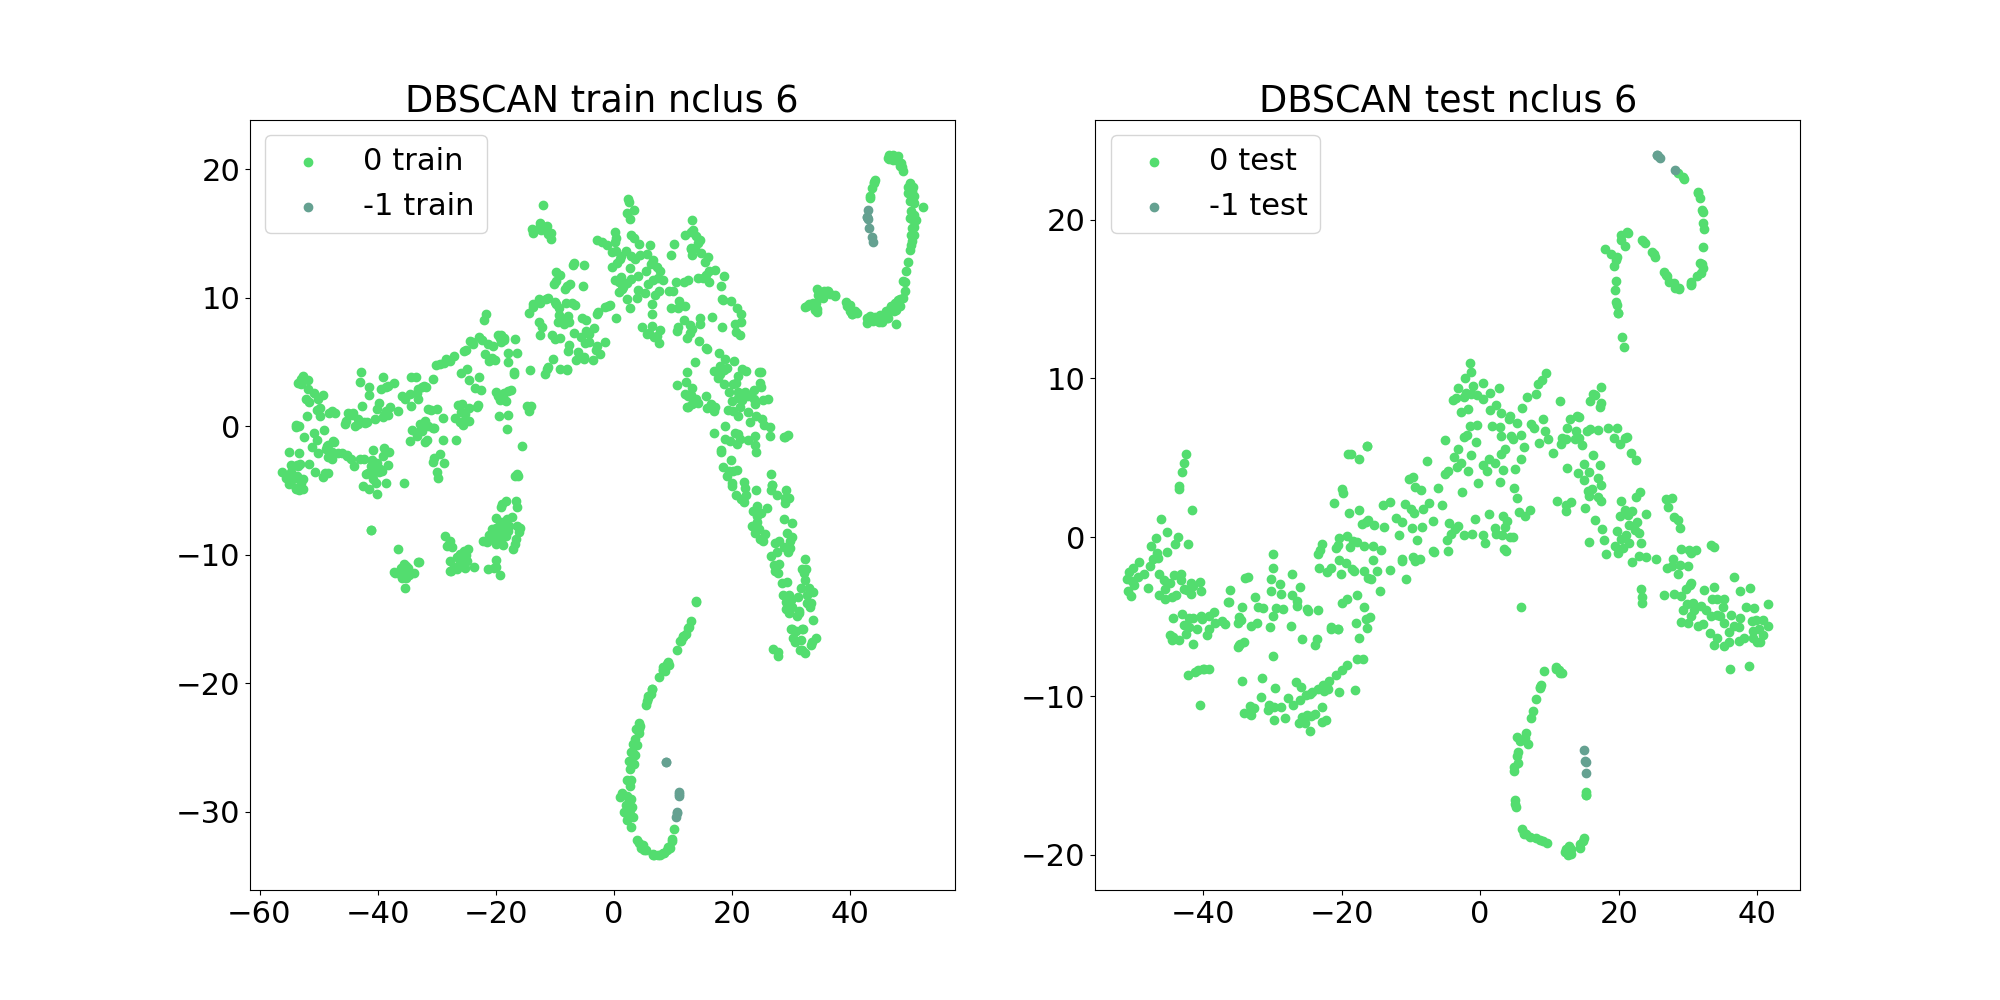 DBSCAN train nclus 6
0 train
-1 train
20
10
0
−10
−20
−30
−60 −40 −20 0 20 40
DBSCAN test nclus 6
0 test
-1 test
20
10
0
−10
−20
−40 −20 0 20 40